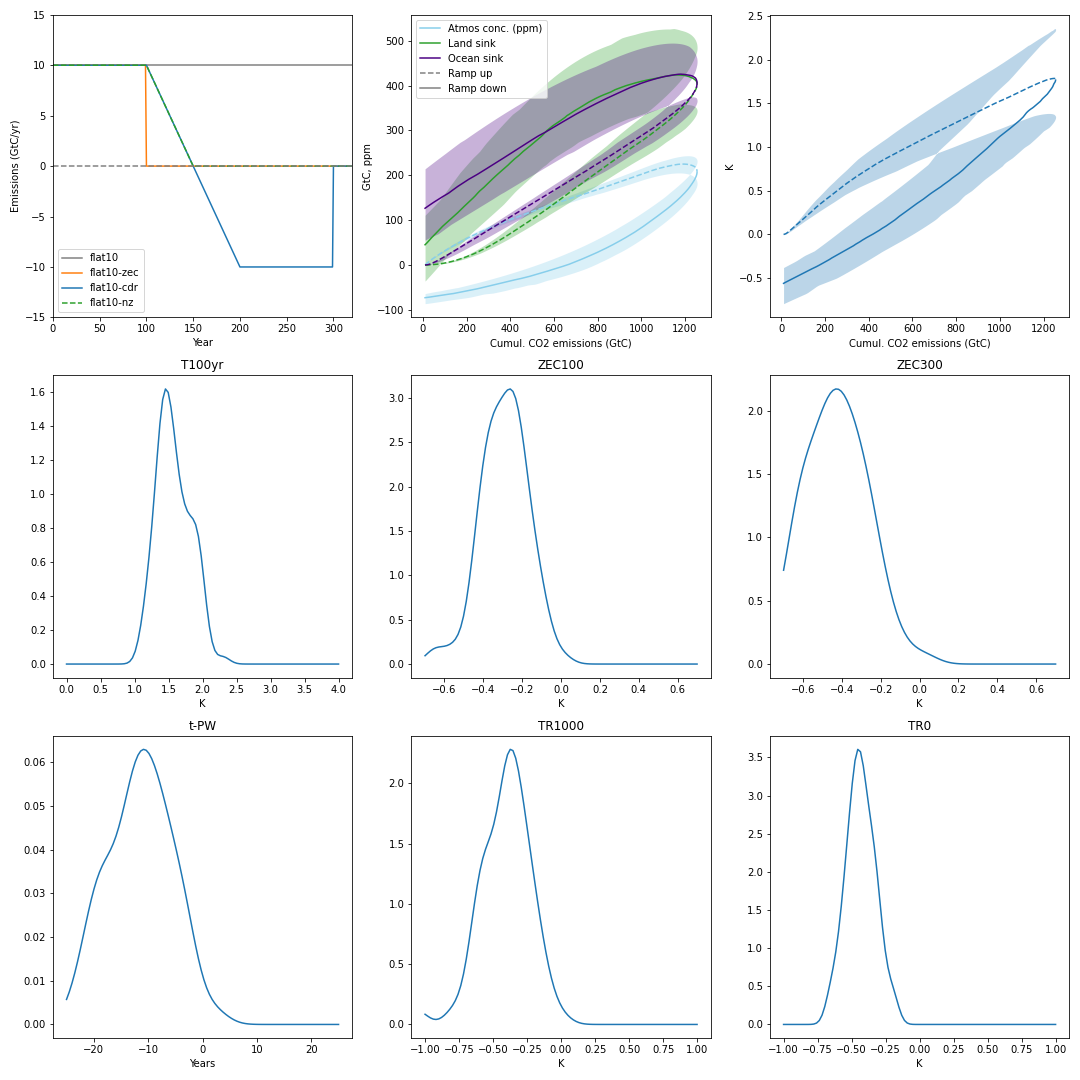 15
10
5
0
−5
−10
−15
Emissions (GtC/yr)
flat10
flat10-zec
flat10-cdr
flat10-nz
0 50 100 150 200 250 300
Year
500
400
300
200
100
0
−100
GtC, ppm
Atmos conc. (ppm)
Land sink
Ocean sink
Ramp up
Ramp down
0 200 400 600 800 1000 1200
Cumul. CO2 emissions (GtC)
2.5
2.0
1.5
1.0
0.5
0.0
−0.5
K
0 200 400 600 800 1000 1200
Cumul. CO2 emissions (GtC)
T100yr
1.6
1.4
1.2
1.0
0.8
0.6
0.4
0.2
0.0
0.0 0.5 1.0 1.5 2.0 2.5 3.0 3.5 4.0
K
ZEC100
3.0
2.5
2.0
1.5
1.0
0.5
0.0
−0.6 −0.4 −0.2 0.0 0.2 0.4 0.6
K
ZEC300
2.0
1.5
1.0
0.5
0.0
−0.6 −0.4 −0.2 0.0 0.2 0.4 0.6
K
t-PW
0.06
0.05
0.04
0.03
0.02
0.01
0.00
−20 −10 0 10 20
Years
TR1000
2.0
1.5
1.0
0.5
0.0
−1.00 −0.75 −0.50 −0.25 0.00 0.25 0.50 0.75 1.00
K
TR0
3.5
3.0
2.5
2.0
1.5
1.0
0.5
0.0
−1.00 −0.75 −0.50 −0.25 0.00 0.25 0.50 0.75 1.00
K